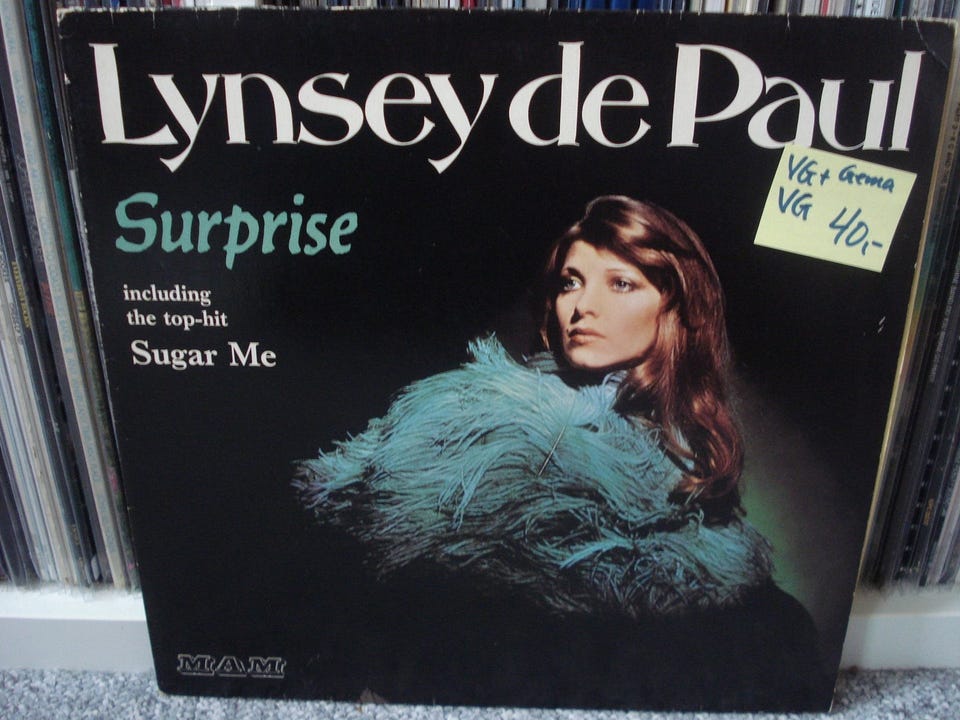 Lynsey de Paul
VG+ Gema
VG 40,-
Surprise
including
the top-hit
Sugar Me
MAM